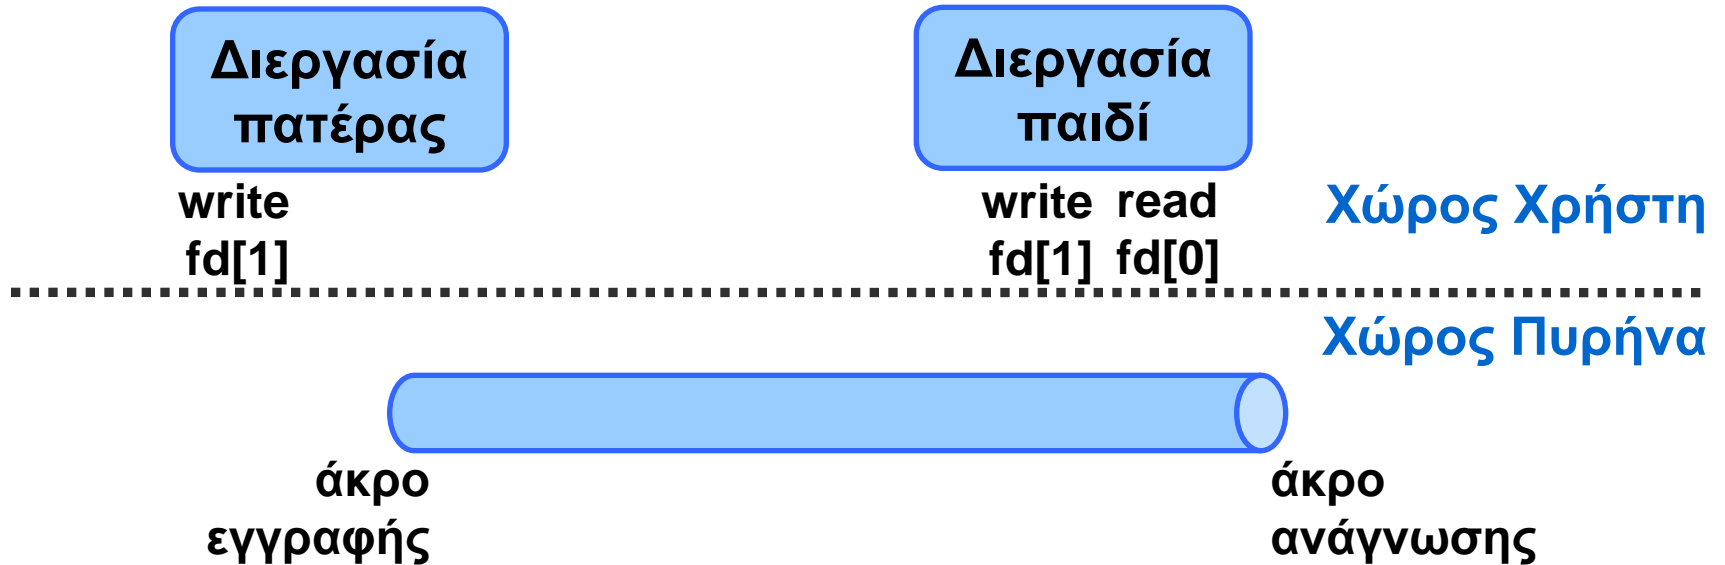 Διεργασία
πατέρας
Διεργασία
παιδί
write
fd[1]
write read
fd[1] fd[0]
Χώρος Χρήστη
Χώρος Πυρήνα
άκρο
εγγραφής
άκρο
ανάγνωσης